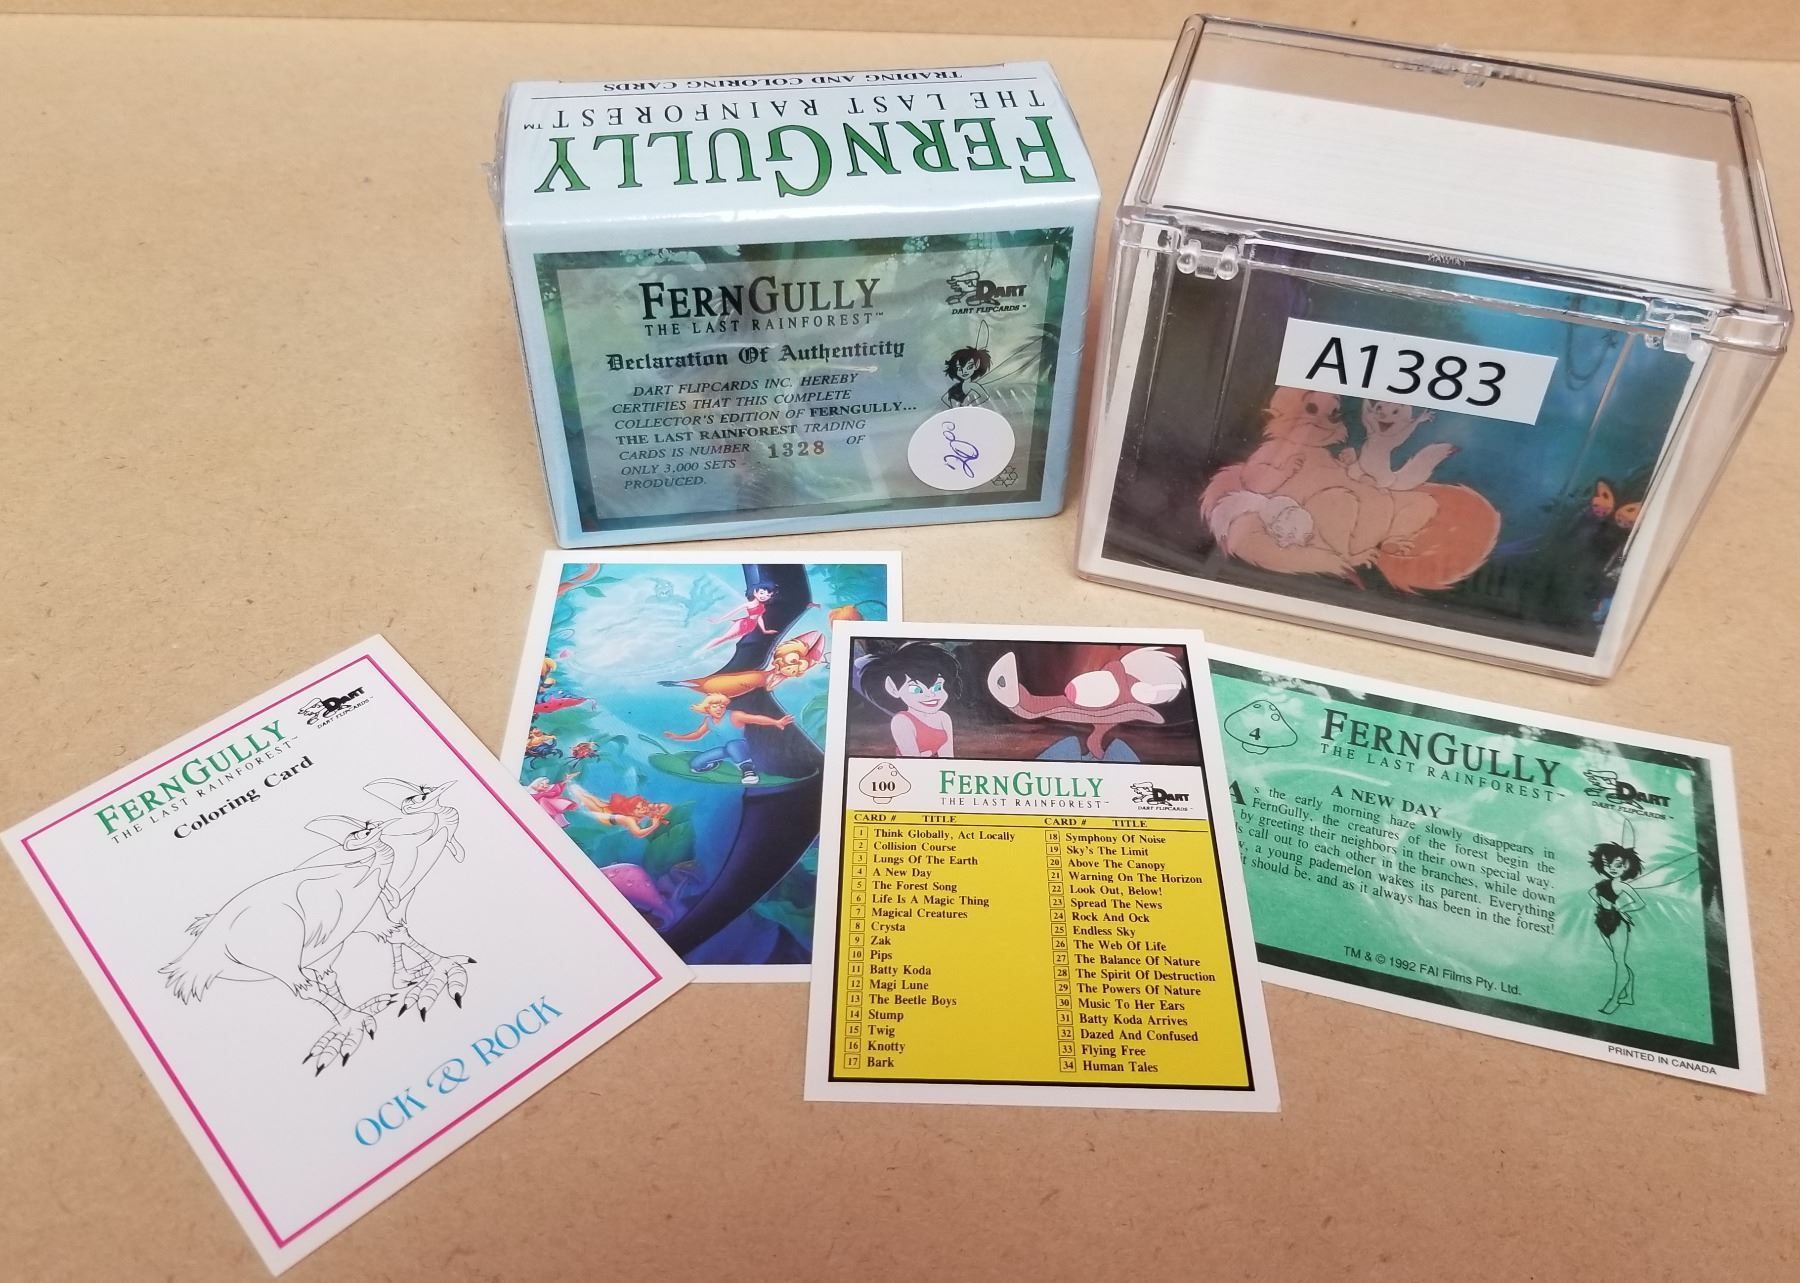 TRADING AND COLORING CARDS
THE LAST RAINFOREST™
FERNGULLY
FERNGULLY
THE LAST RAINFOREST™
DART
DART FLIPCARDS™
Declaration Of Authenticity
DART FLIPCARDS INC. HEREBY
CERTIFIES THAT THIS COMPLETE
COLLECTOR'S EDITION OF FERNGULLY...
THE LAST RAINFOREST TRADING
CARDS IS NUMBER 1328 OF
ONLY 3,000 SETS
PRODUCED.
A1383
FERNGULLY
THE LAST RAINFOREST™
DART
DART FLIPCARDS™
Coloring Card
OCK & ROCK
100
FERNGULLY
THE LAST RAINFOREST™
DART
DART FLIPCARDS™
CARD # TITLE
1 Think Globally, Act Locally
2 Collision Course
3 Lungs Of The Earth
4 A New Day
5 The Forest Song
6 Life Is A Magic Thing
7 Magical Creatures
8 Crysta
9 Zak
10 Pips
11 Batty Koda
12 Magi Lune
13 The Beetle Boys
14 Stump
15 Twig
16 Knotty
17 Bark
CARD # TITLE
18 Symphony Of Noise
19 Sky's The Limit
20 Above The Canopy
21 Warning On The Horizon
22 Look Out, Below!
23 Spread The News
24 Rock And Ock
25 Endless Sky
26 The Web Of Life
27 The Balance Of Nature
28 The Spirit Of Destruction
29 The Powers Of Nature
30 Music To Her Ears
31 Batty Koda Arrives
32 Dazed And Confused
33 Flying Free
34 Human Tales
4
FERNGULLY
THE LAST RAINFOREST™
DART
DART FLIPCARDS™
A NEW DAY
As the early morning haze slowly disappears in
FernGully, the creatures of the forest begin the
by greeting their neighbors in their own special way.
call out to each other in the branches, while down
a young pademelon wakes its parent. Everything
it should be, and as it always has been in the forest!
TM & © 1992 FAI Films Pty. Ltd.
PRINTED IN CANADA